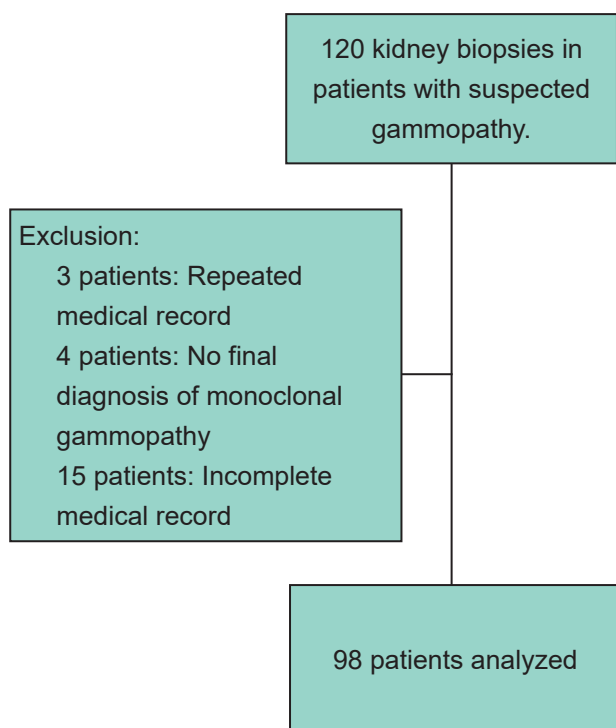 120 kidney biopsies in
patients with suspected
gammopathy.
Exclusion:
3 patients: Repeated
medical record
4 patients: No final
diagnosis of monoclonal
gammopathy
15 patients: Incomplete
medical record
98 patients analyzed